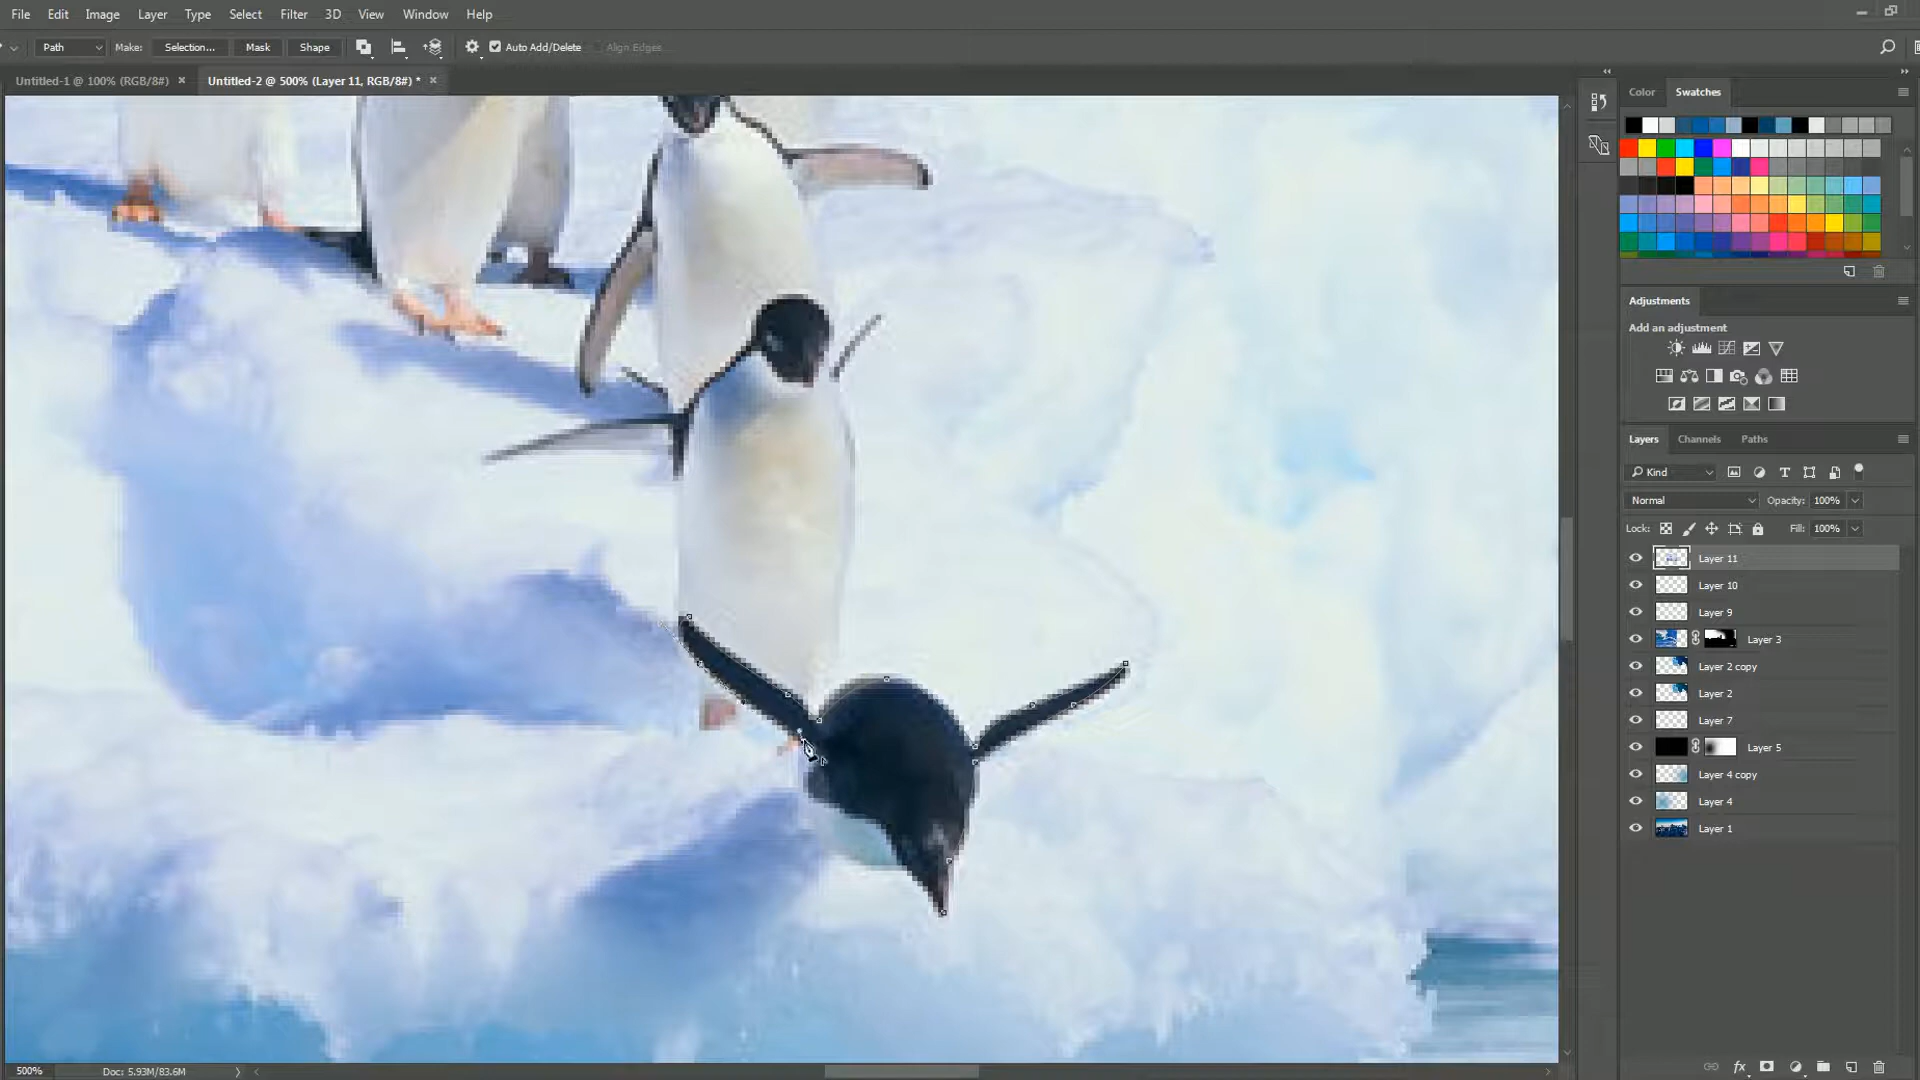 File Edit Image Layer Type Select Filter 3D View Window Help
Path Make: Selection... Mask Shape Auto Add/Delete Align Edges
Untitled-1 @ 100% (RGB/8#) × Untitled-2 @ 500% (Layer 11, RGB/8#) * ×
Color Swatches
Adjustments
Add an adjustment
Layers Channels Paths
Kind
Normal Opacity: 100%
Lock: Fill: 100%
Layer 11
Layer 10
Layer 9
Layer 3
Layer 2 copy
Layer 2
Layer 7
Layer 5
Layer 4 copy
Layer 4
Layer 1
500% Doc: 5.93M/83.6M
fx